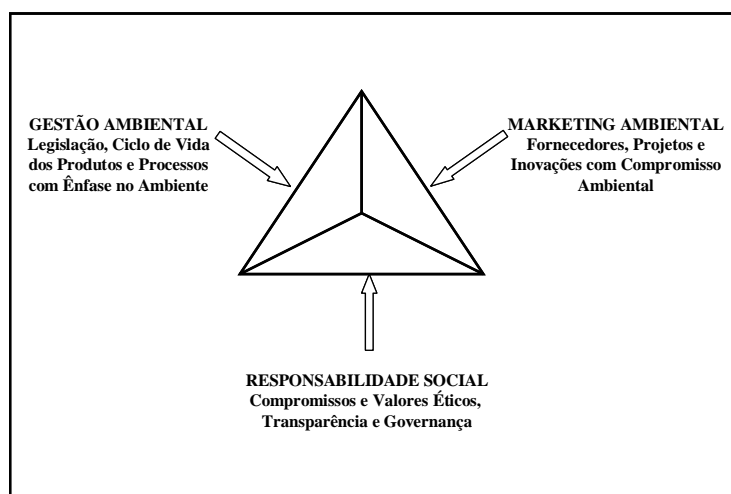 GESTÃO AMBIENTAL
Legislação, Ciclo de Vida
dos Produtos e Processos
com Ênfase no Ambiente
MARKETING AMBIENTAL
Fornecedores, Projetos e
Inovações com Compromisso
Ambiental
RESPONSABILIDADE SOCIAL
Compromissos e Valores Éticos,
Transparência e Governança